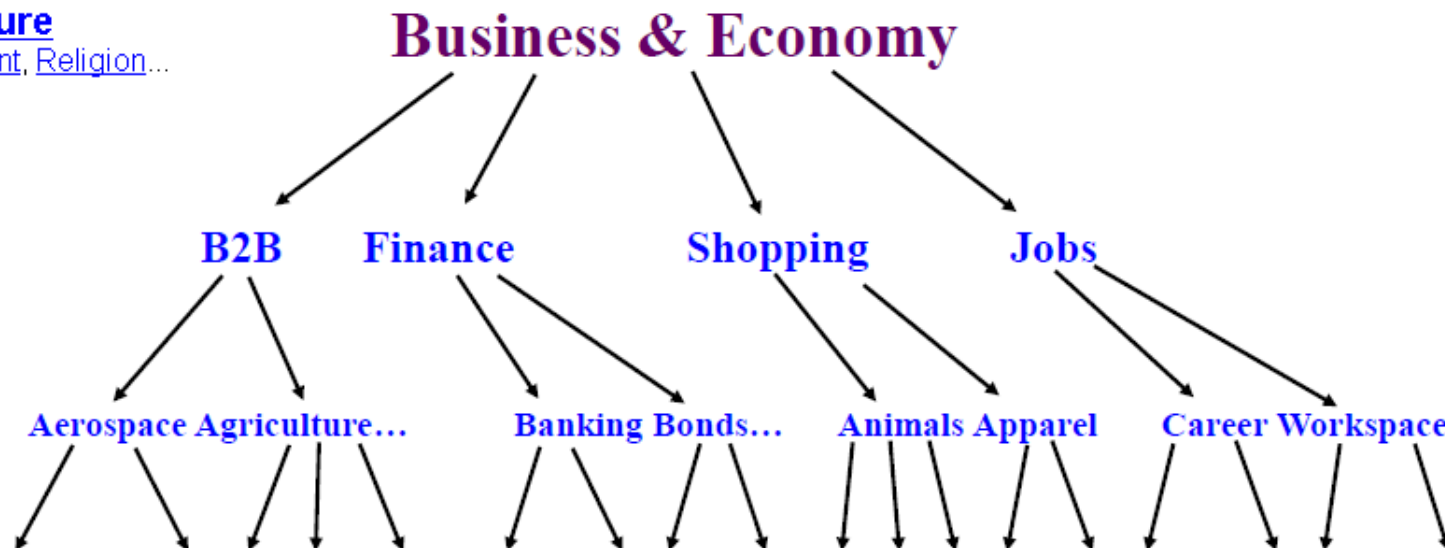 ure
nt, Religion...
Business & Economy
B2B Finance Shopping Jobs
Aerospace Agriculture... Banking Bonds... Animals Apparel Career Workspace